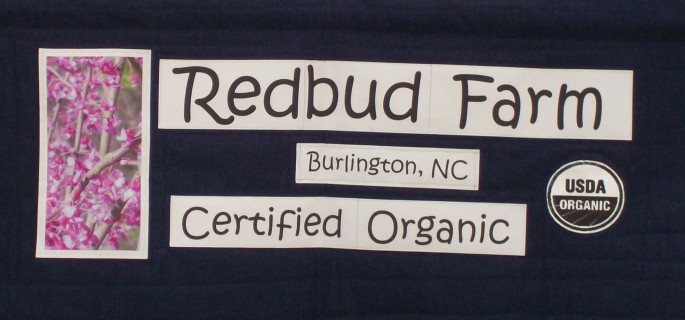 Redbud Farm
Burlington, NC
Certified Organic
USDA
ORGANIC